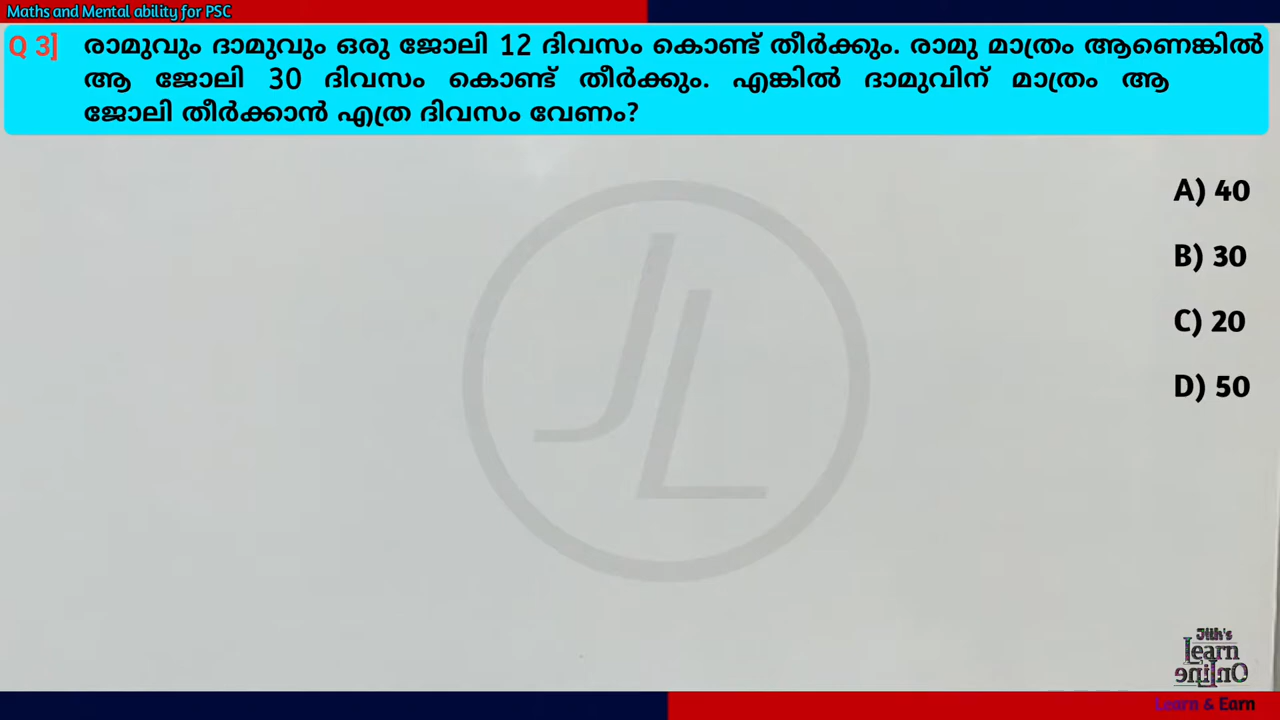 Maths and Mental ability for PSC
Q 3] രാമുവും ദാമുവും ഒരു ജോലി 12 ദിവസം കൊണ്ട് തീർക്കും. രാമു മാത്രം ആണെങ്കിൽ
ആ ജോലി 30 ദിവസം കൊണ്ട് തീർക്കും. എങ്കിൽ ദാമുവിന് മാത്രം ആ
ജോലി തീർക്കാൻ എത്ര ദിവസം വേണം?
A) 40
B) 30
C) 20
D) 50
JL
Jith's
Learn
OnLine
Learn & Earn